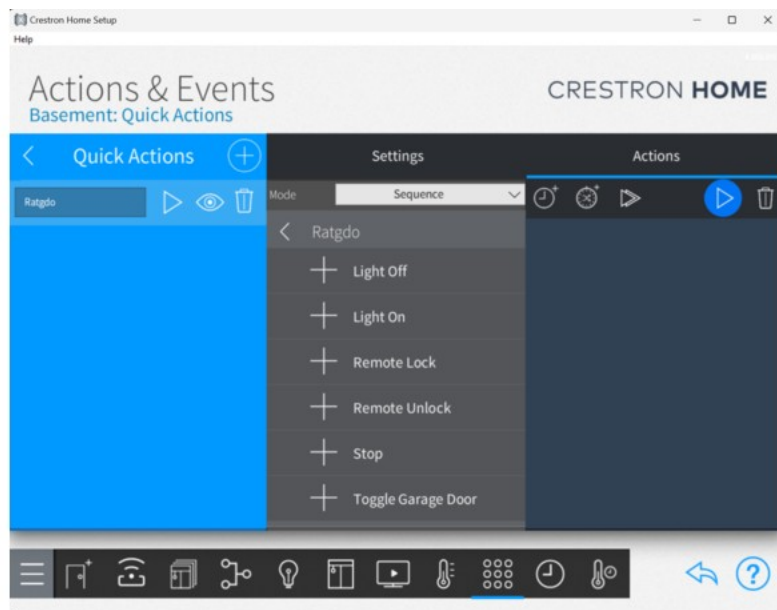 Crestron Home Setup
Help
Actions & Events
Basement: Quick Actions
CRESTRON HOME
Quick Actions
Settings
Actions
Ratgdo
Mode
Sequence
Ratgdo
Light Off
Light On
Remote Lock
Remote Unlock
Stop
Toggle Garage Door
?